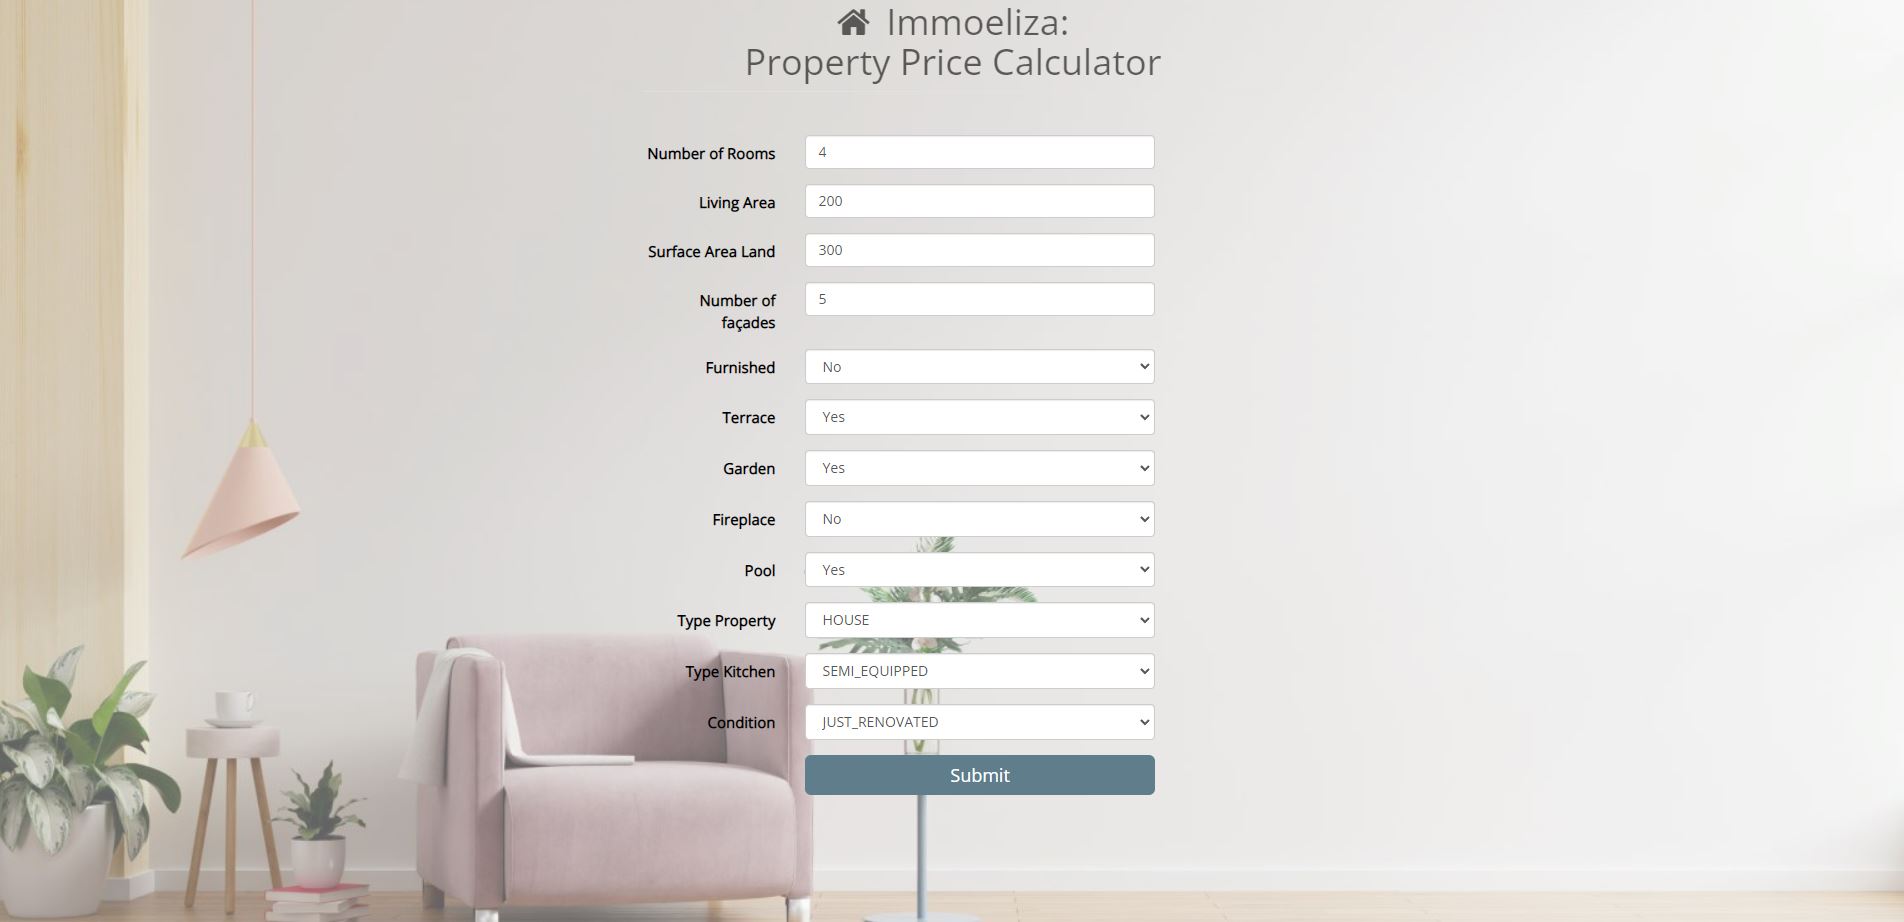 Immoeliza:
Property Price Calculator
Number of Rooms 4
Living Area 200
Surface Area Land 300
Number of façades 5
Furnished No
Terrace Yes
Garden Yes
Fireplace No
Pool Yes
Type Property HOUSE
Type Kitchen SEMI_EQUIPPED
Condition JUST_RENOVATED
Submit